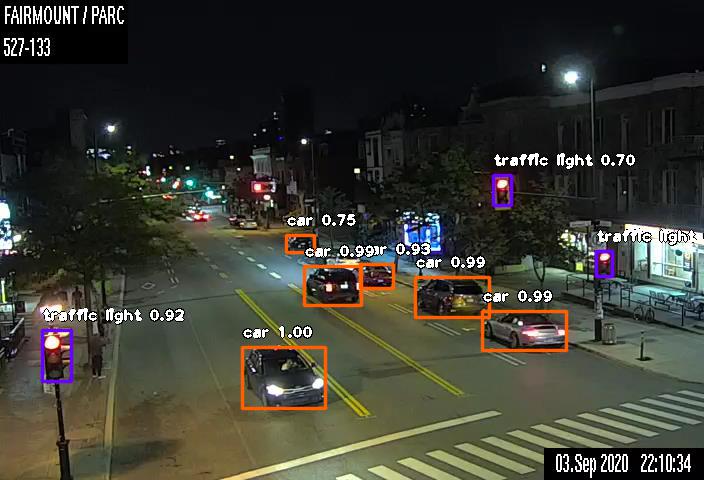 FAIRMOUNT / PARC
527-133
traffic light 0.70
car 0.75
traffic light
car 0.99
ar 0.93
car 0.99
car 0.99
traffic light 0.92
car 1.00
03.Sep 2020 22:10:34